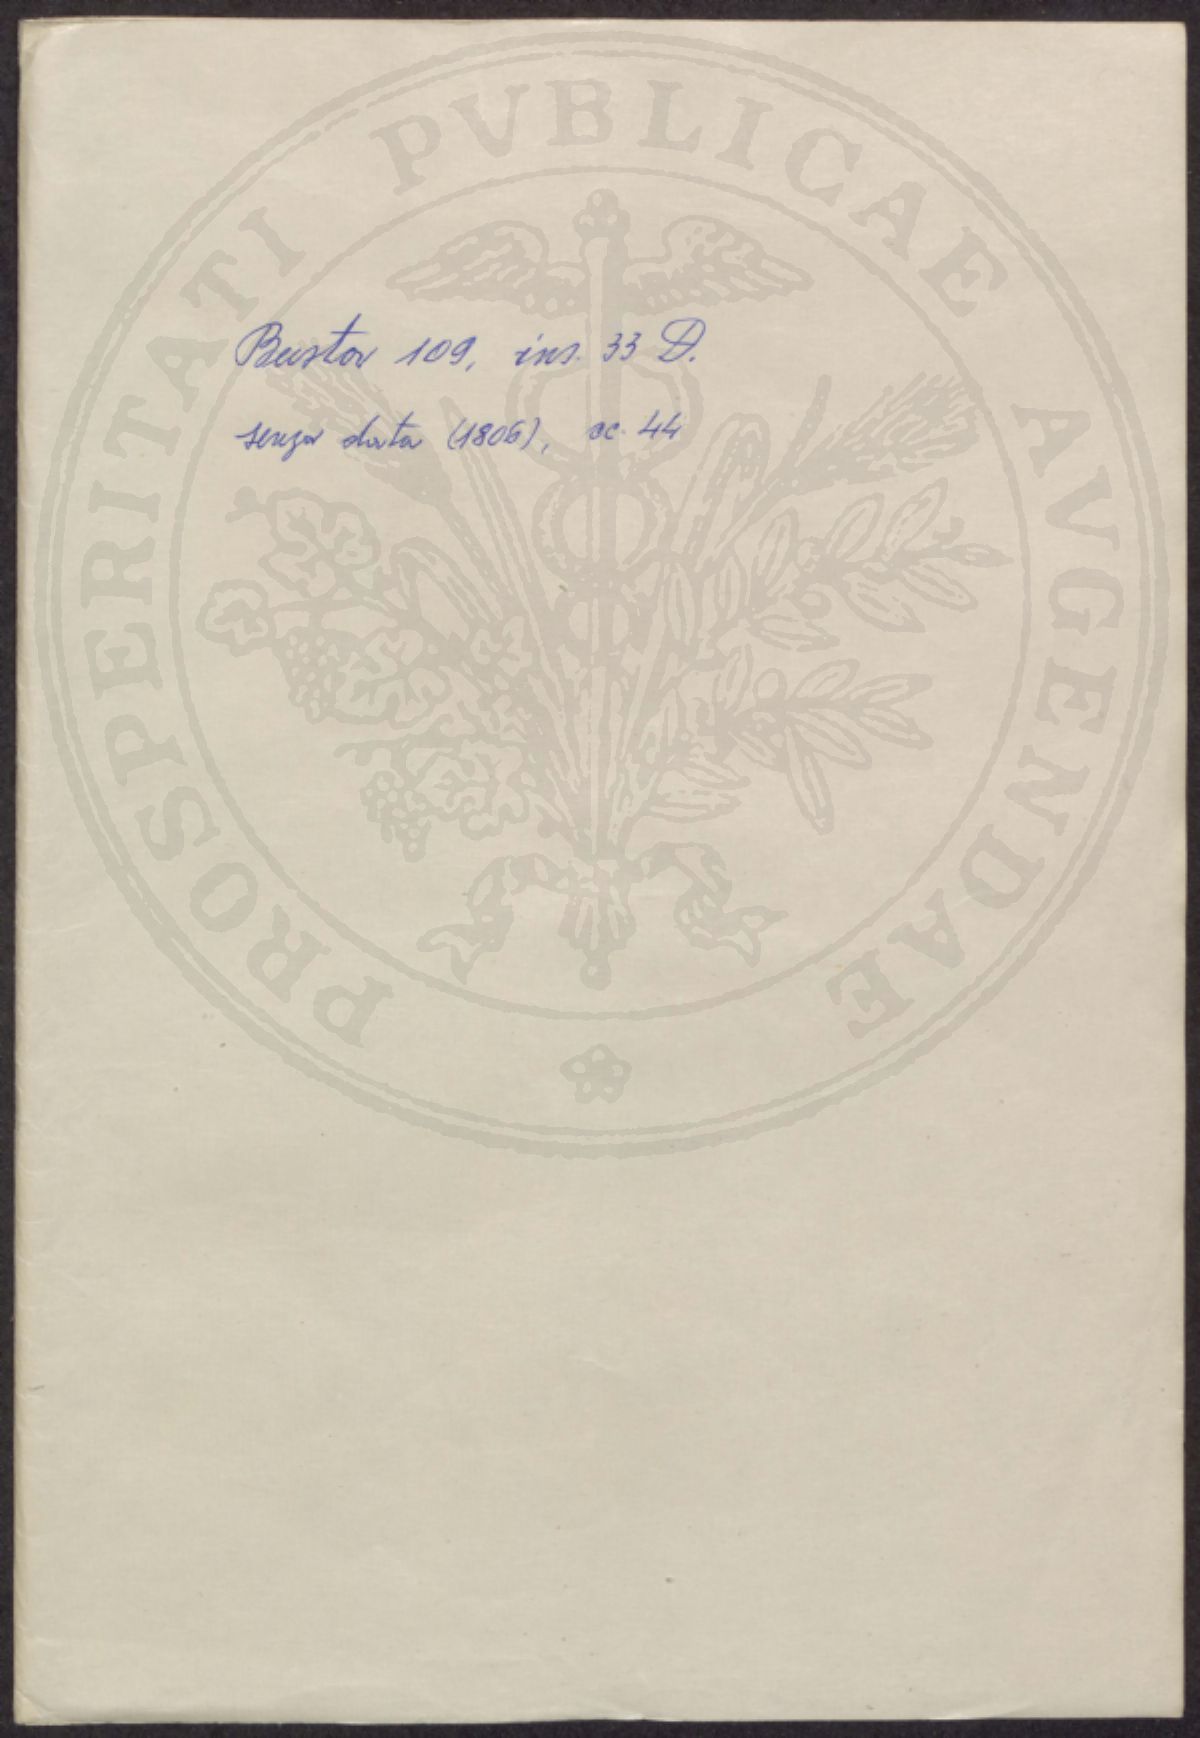 Busta 109, ins. 33 D.
senza data (1806), cc. 44
PROSPERITATI PVBLICAE AVGENDAE